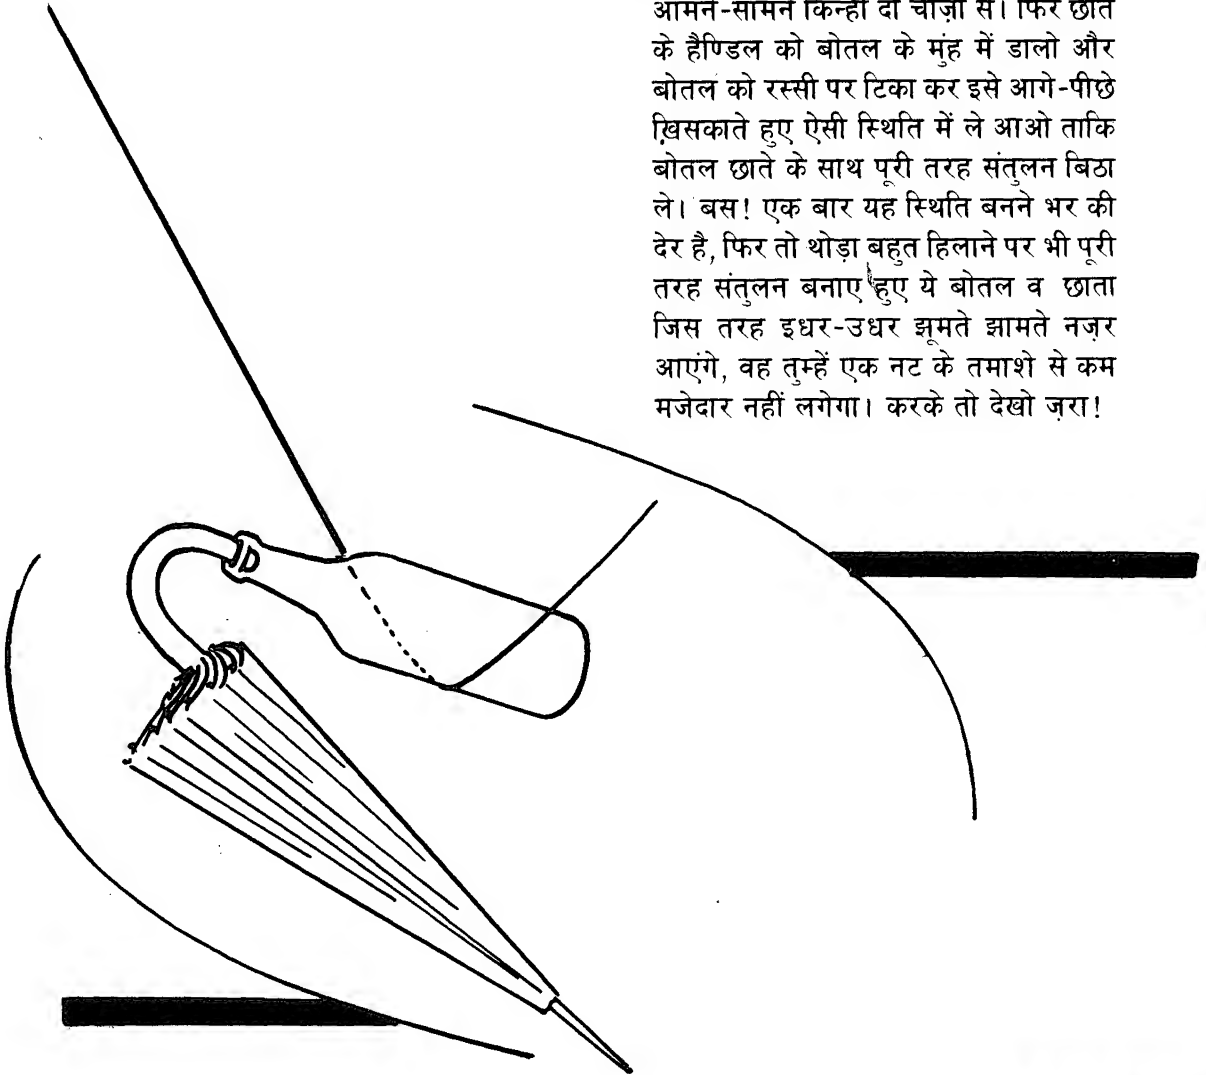 आमने-सामने किन्हीं दो चीज़ों से। फिर छाते
के हैण्डिल को बोतल के मुंह में डालो और
बोतल को रस्सी पर टिका कर इसे आगे-पीछे
खिसकाते हुए ऐसी स्थिति में ले आओ ताकि
बोतल छाते के साथ पूरी तरह संतुलन बिठा
ले। बस! एक बार यह स्थिति बनने भर की
देर है, फिर तो थोड़ा बहुत हिलाने पर भी पूरी
तरह संतुलन बनाए हुए ये बोतल व छाता
जिस तरह इधर-उधर झूमते झामते नज़र
आएंगे, वह तुम्हें एक नट के तमाशे से कम
मजेदार नहीं लगेगा। करके तो देखो ज़रा!